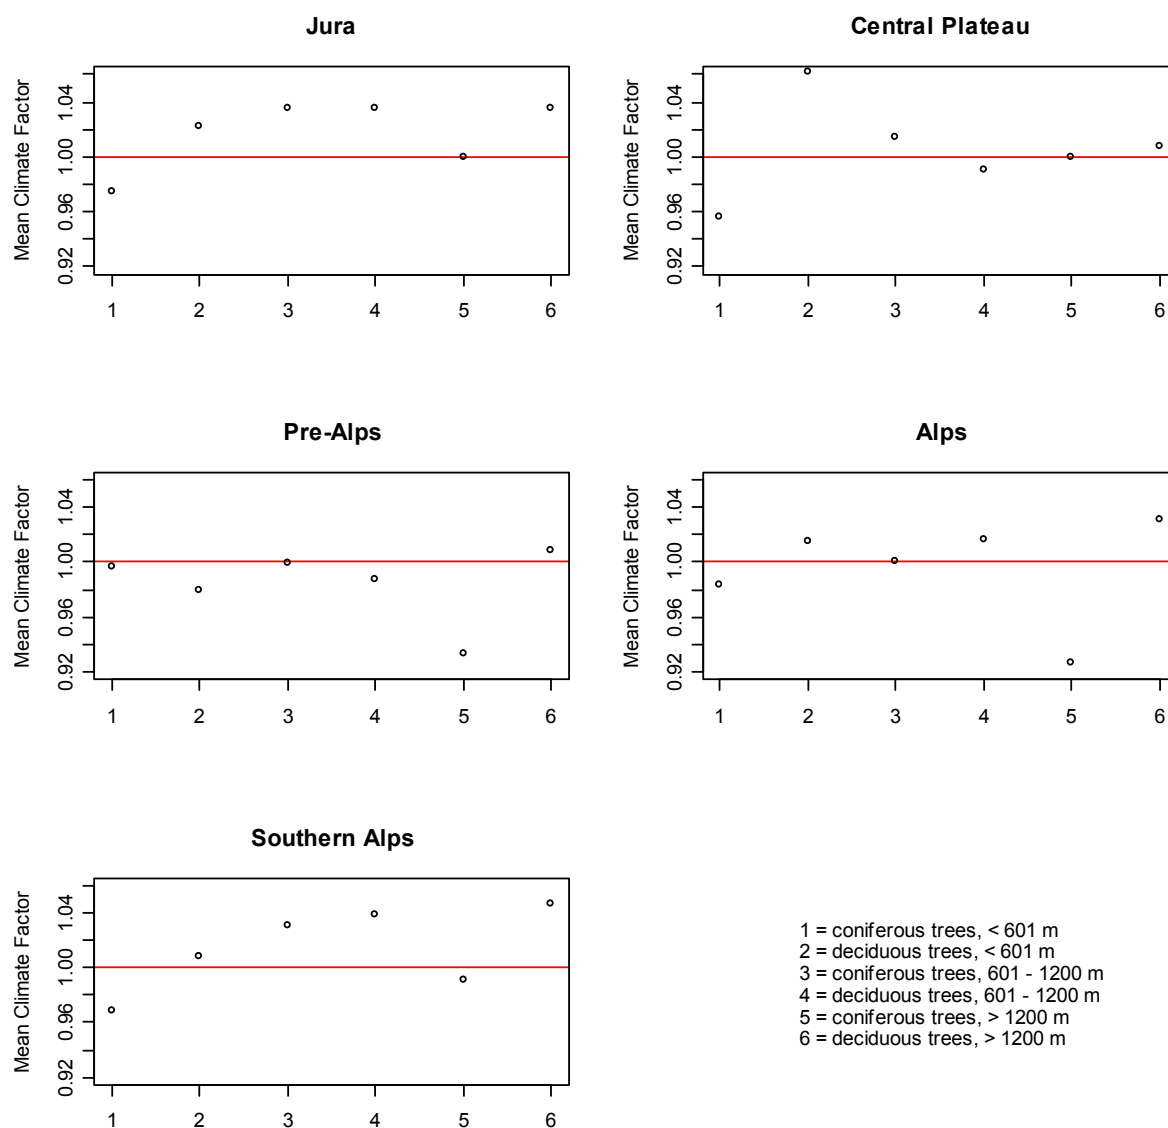 Jura
Mean Climate Factor
0.92 0.96 1.00 1.04
1 2 3 4 5 6
Central Plateau
Mean Climate Factor
0.92 0.96 1.00 1.04
1 2 3 4 5 6
Pre-Alps
Mean Climate Factor
0.92 0.96 1.00 1.04
1 2 3 4 5 6
Alps
Mean Climate Factor
0.92 0.96 1.00 1.04
1 2 3 4 5 6
Southern Alps
Mean Climate Factor
0.92 0.96 1.00 1.04
1 2 3 4 5 6
1 = coniferous trees, < 601 m
2 = deciduous trees, < 601 m
3 = coniferous trees, 601 - 1200 m
4 = deciduous trees, 601 - 1200 m
5 = coniferous trees, > 1200 m
6 = deciduous trees, > 1200 m